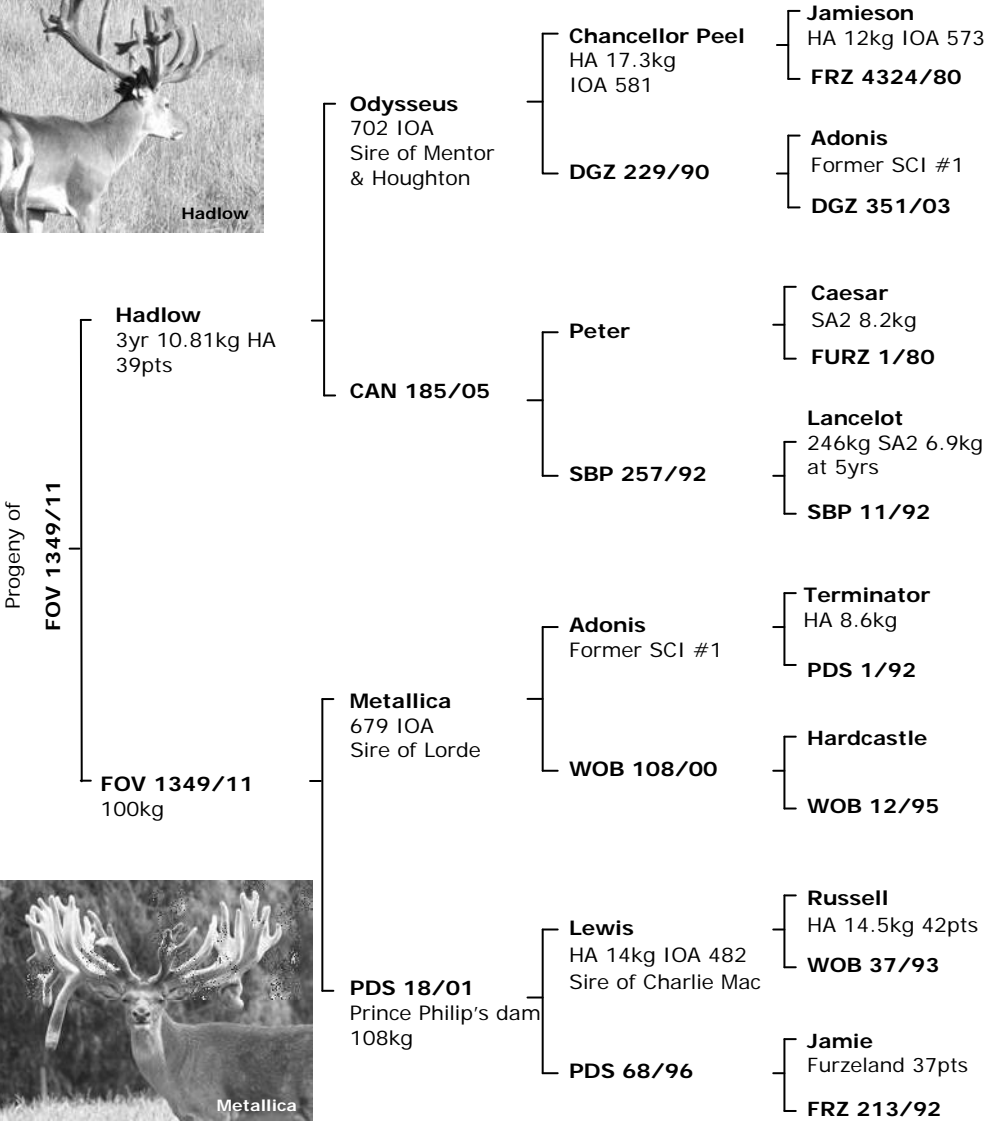 Hadlow
Progeny of
FOV 1349/11
Hadlow
3yr 10.81kg HA
39pts
FOV 1349/11
100kg
Odysseus
702 IOA
Sire of Mentor
& Houghton
CAN 185/05
Metallica
679 IOA
Sire of Lorde
PDS 18/01
Prince Philip's dam
108kg
Chancellor Peel
HA 17.3kg
IOA 581
DGZ 229/90
Peter
SBP 257/92
Adonis
Former SCI #1
WOB 108/00
Lewis
HA 14kg IOA 482
Sire of Charlie Mac
PDS 68/96
Jamieson
HA 12kg IOA 573
FRZ 4324/80
Adonis
Former SCI #1
DGZ 351/03
Caesar
SA2 8.2kg
FURZ 1/80
Lancelot
246kg SA2 6.9kg
at 5yrs
SBP 11/92
Terminator
HA 8.6kg
PDS 1/92
Hardcastle
WOB 12/95
Russell
HA 14.5kg 42pts
WOB 37/93
Jamie
Furzeland 37pts
FRZ 213/92
Metallica